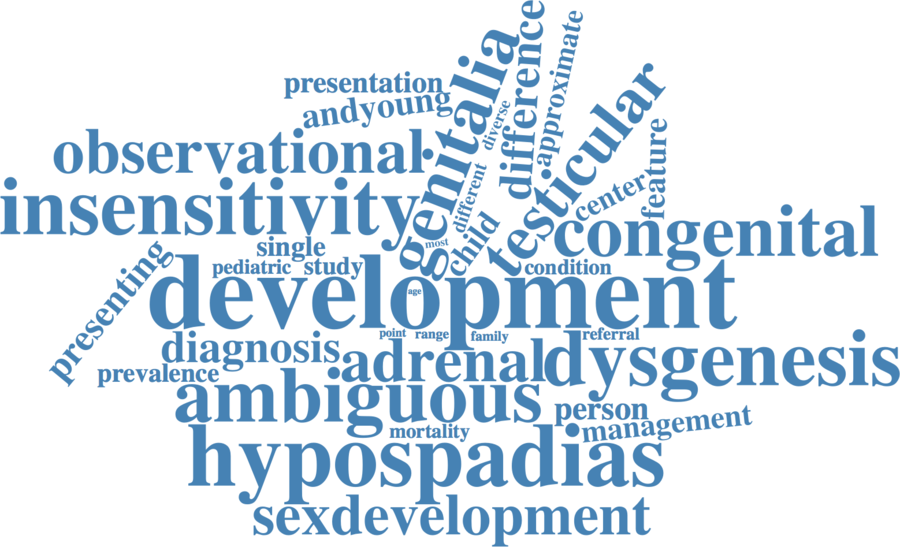 presentation
andyoung
genitalia
diverse
difference
approximate
observational
different
testicular
feature
center
insensitivity
most
child
congenital
single
pediatric
study
condition
presenting
development
age
point
range
family
referral
diagnosis
adrenal
dysgenesis
prevalence
ambiguous
person
management
mortality
hypospadias
sexdevelopment